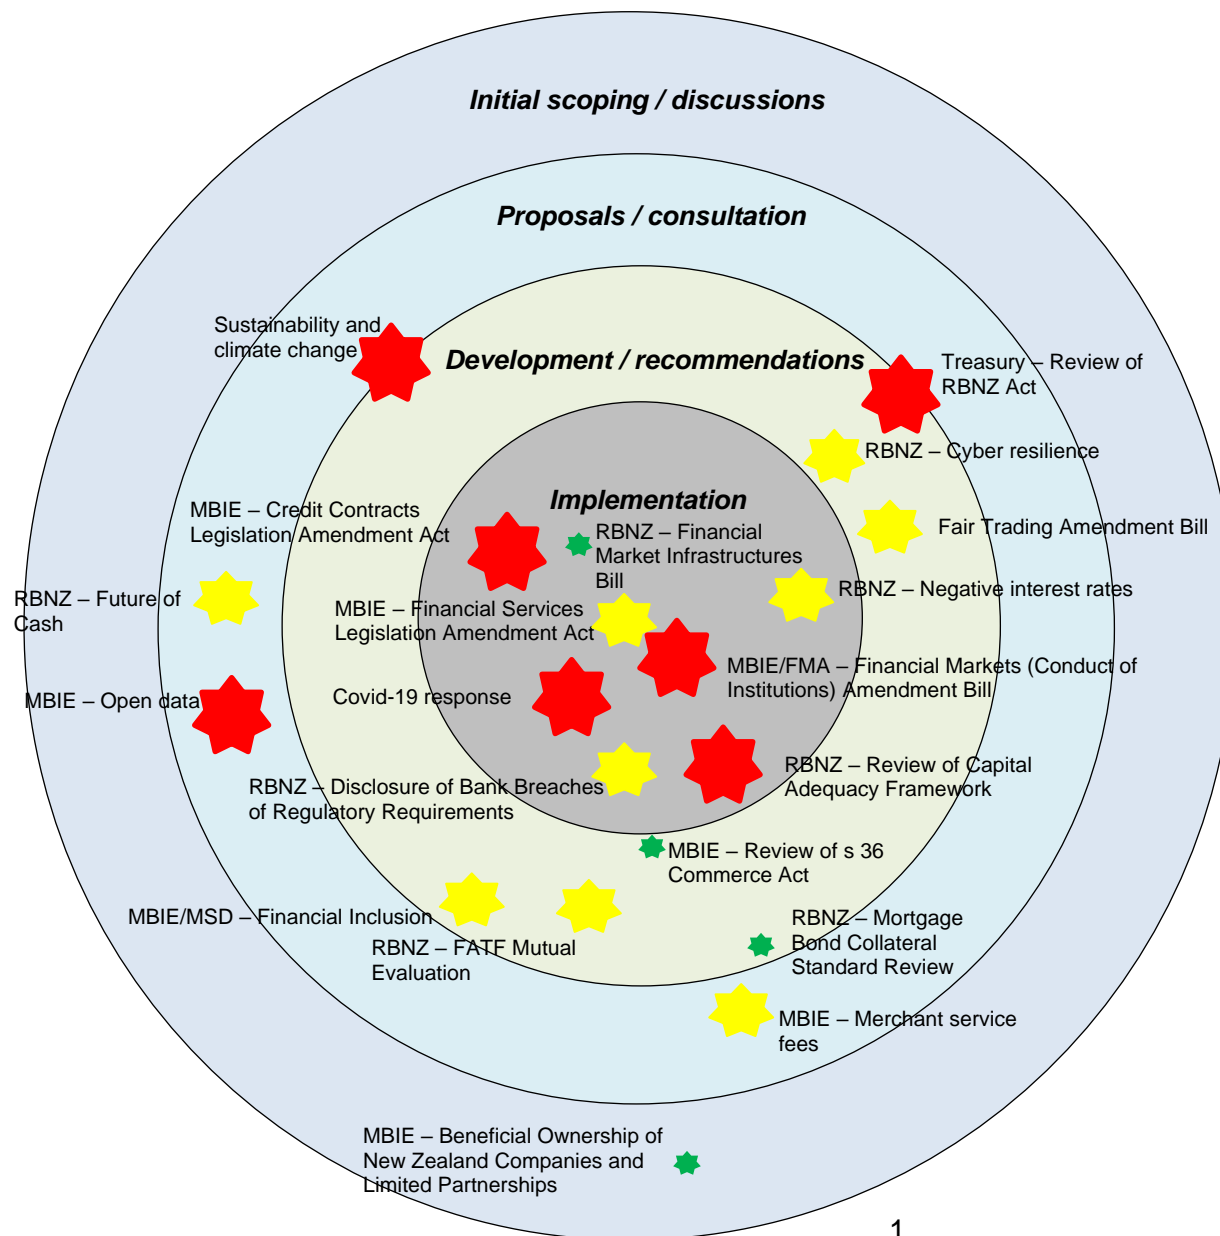 Initial scoping / discussions
Proposals / consultation
Sustainability and
climate change
Development / recommendations
Treasury – Review of
RBNZ Act
RBNZ – Cyber resilience
MBIE – Credit Contracts
Legislation Amendment Act
Implementation
RBNZ – Financial
Market Infrastructures
Bill
Fair Trading Amendment Bill
RBNZ – Future of
Cash
MBIE – Financial Services
Legislation Amendment Act
RBNZ – Negative interest rates
MBIE – Open data
Covid-19 response
MBIE/FMA – Financial Markets (Conduct of
Institutions) Amendment Bill
RBNZ – Disclosure of Bank Breaches
of Regulatory Requirements
RBNZ – Review of Capital
Adequacy Framework
MBIE – Review of s 36
Commerce Act
MBIE/MSD – Financial Inclusion
RBNZ – FATF Mutual
Evaluation
RBNZ – Mortgage
Bond Collateral
Standard Review
MBIE – Merchant service
fees
MBIE – Beneficial Ownership of
New Zealand Companies and
Limited Partnerships
1